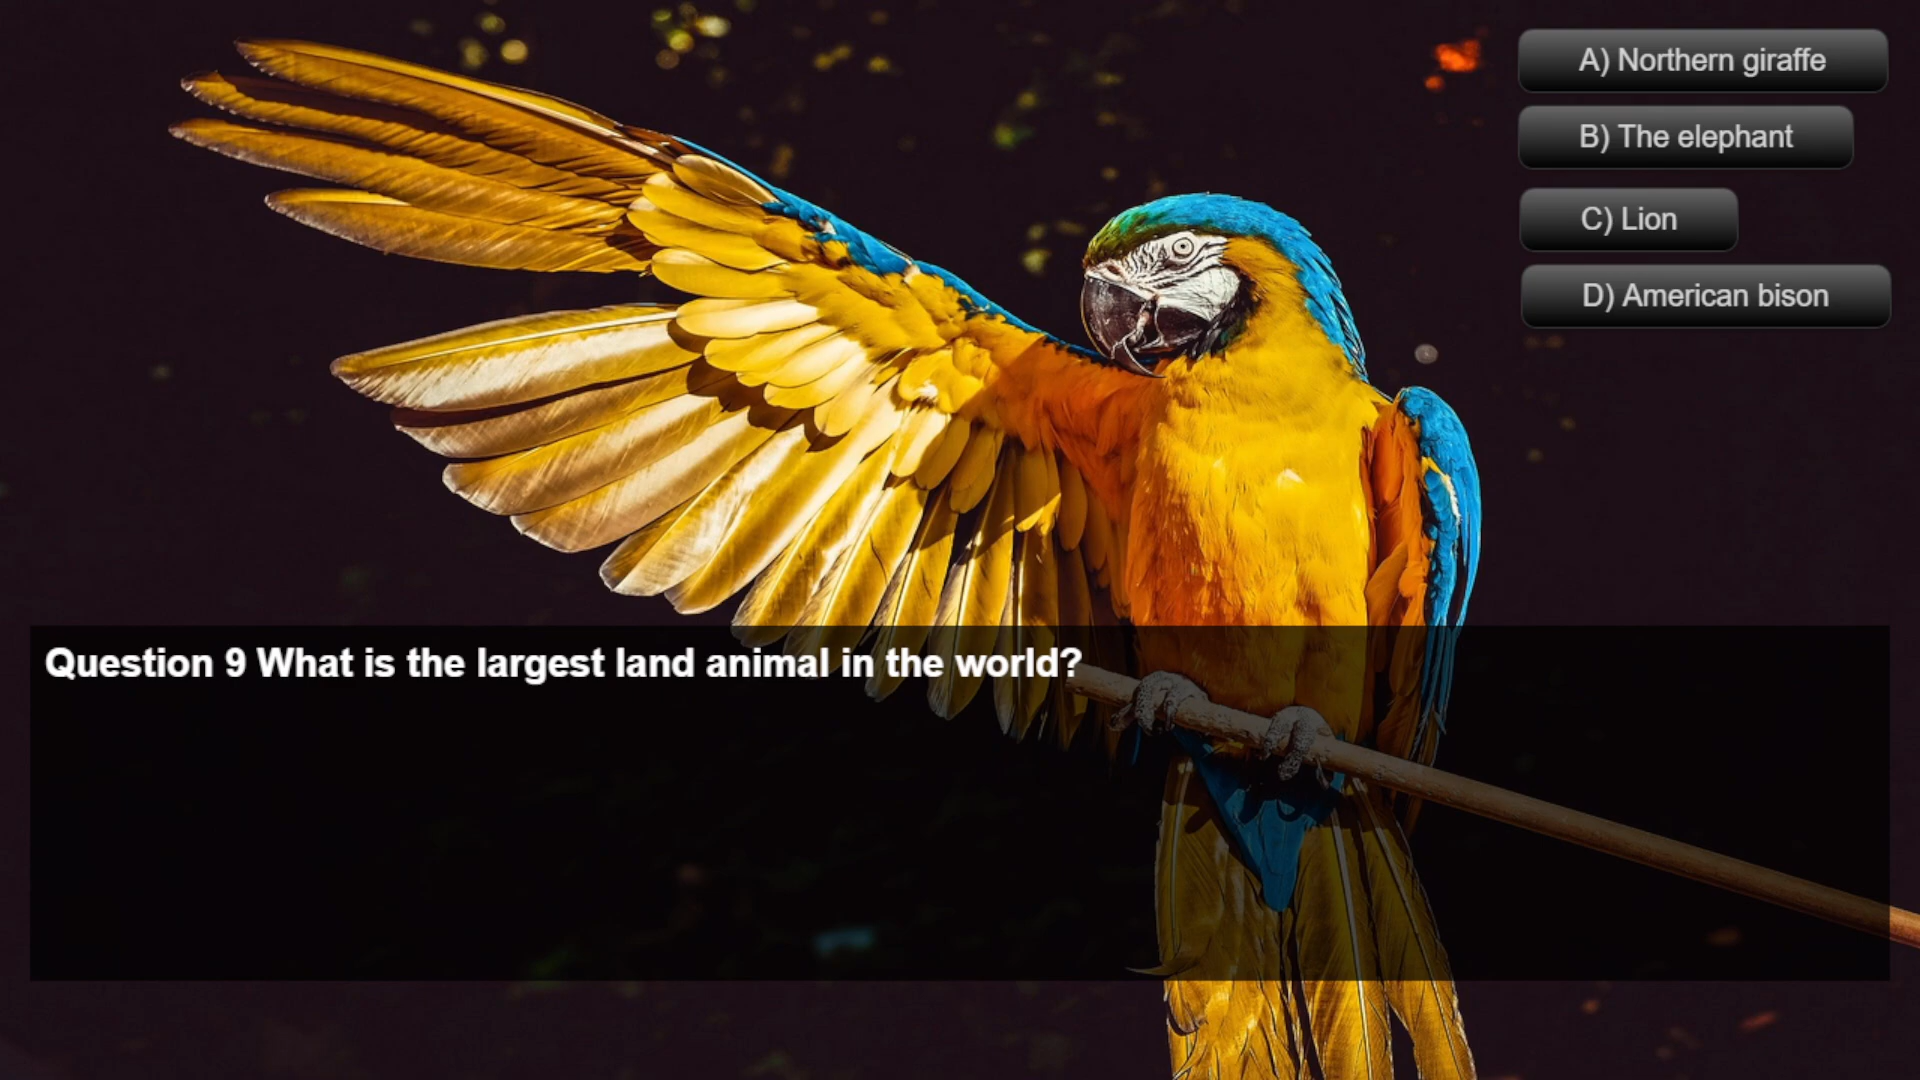 A) Northern giraffe
B) The elephant
C) Lion
D) American bison
Question 9 What is the largest land animal in the world?